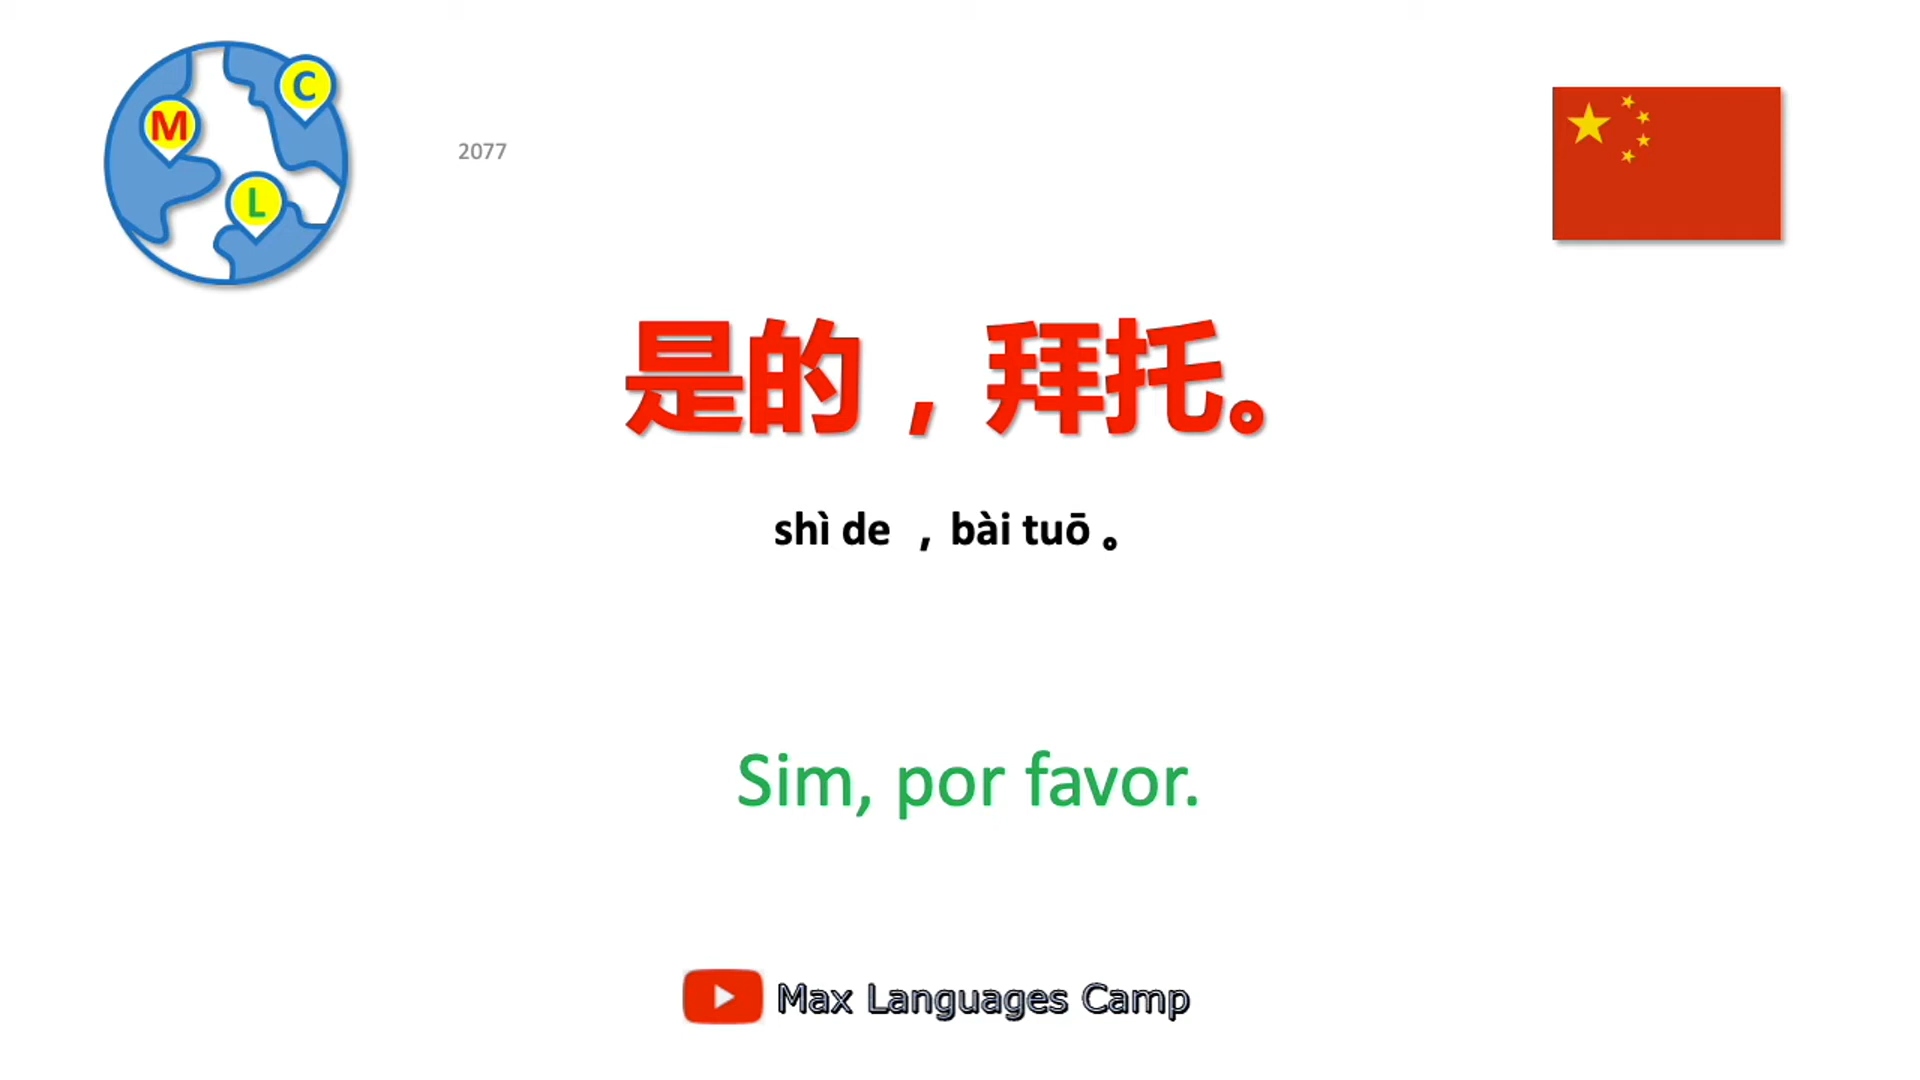 M
C
L
2077
是的，拜托。
shì de ，bài tuō 。
Sim, por favor.
Max Languages Camp